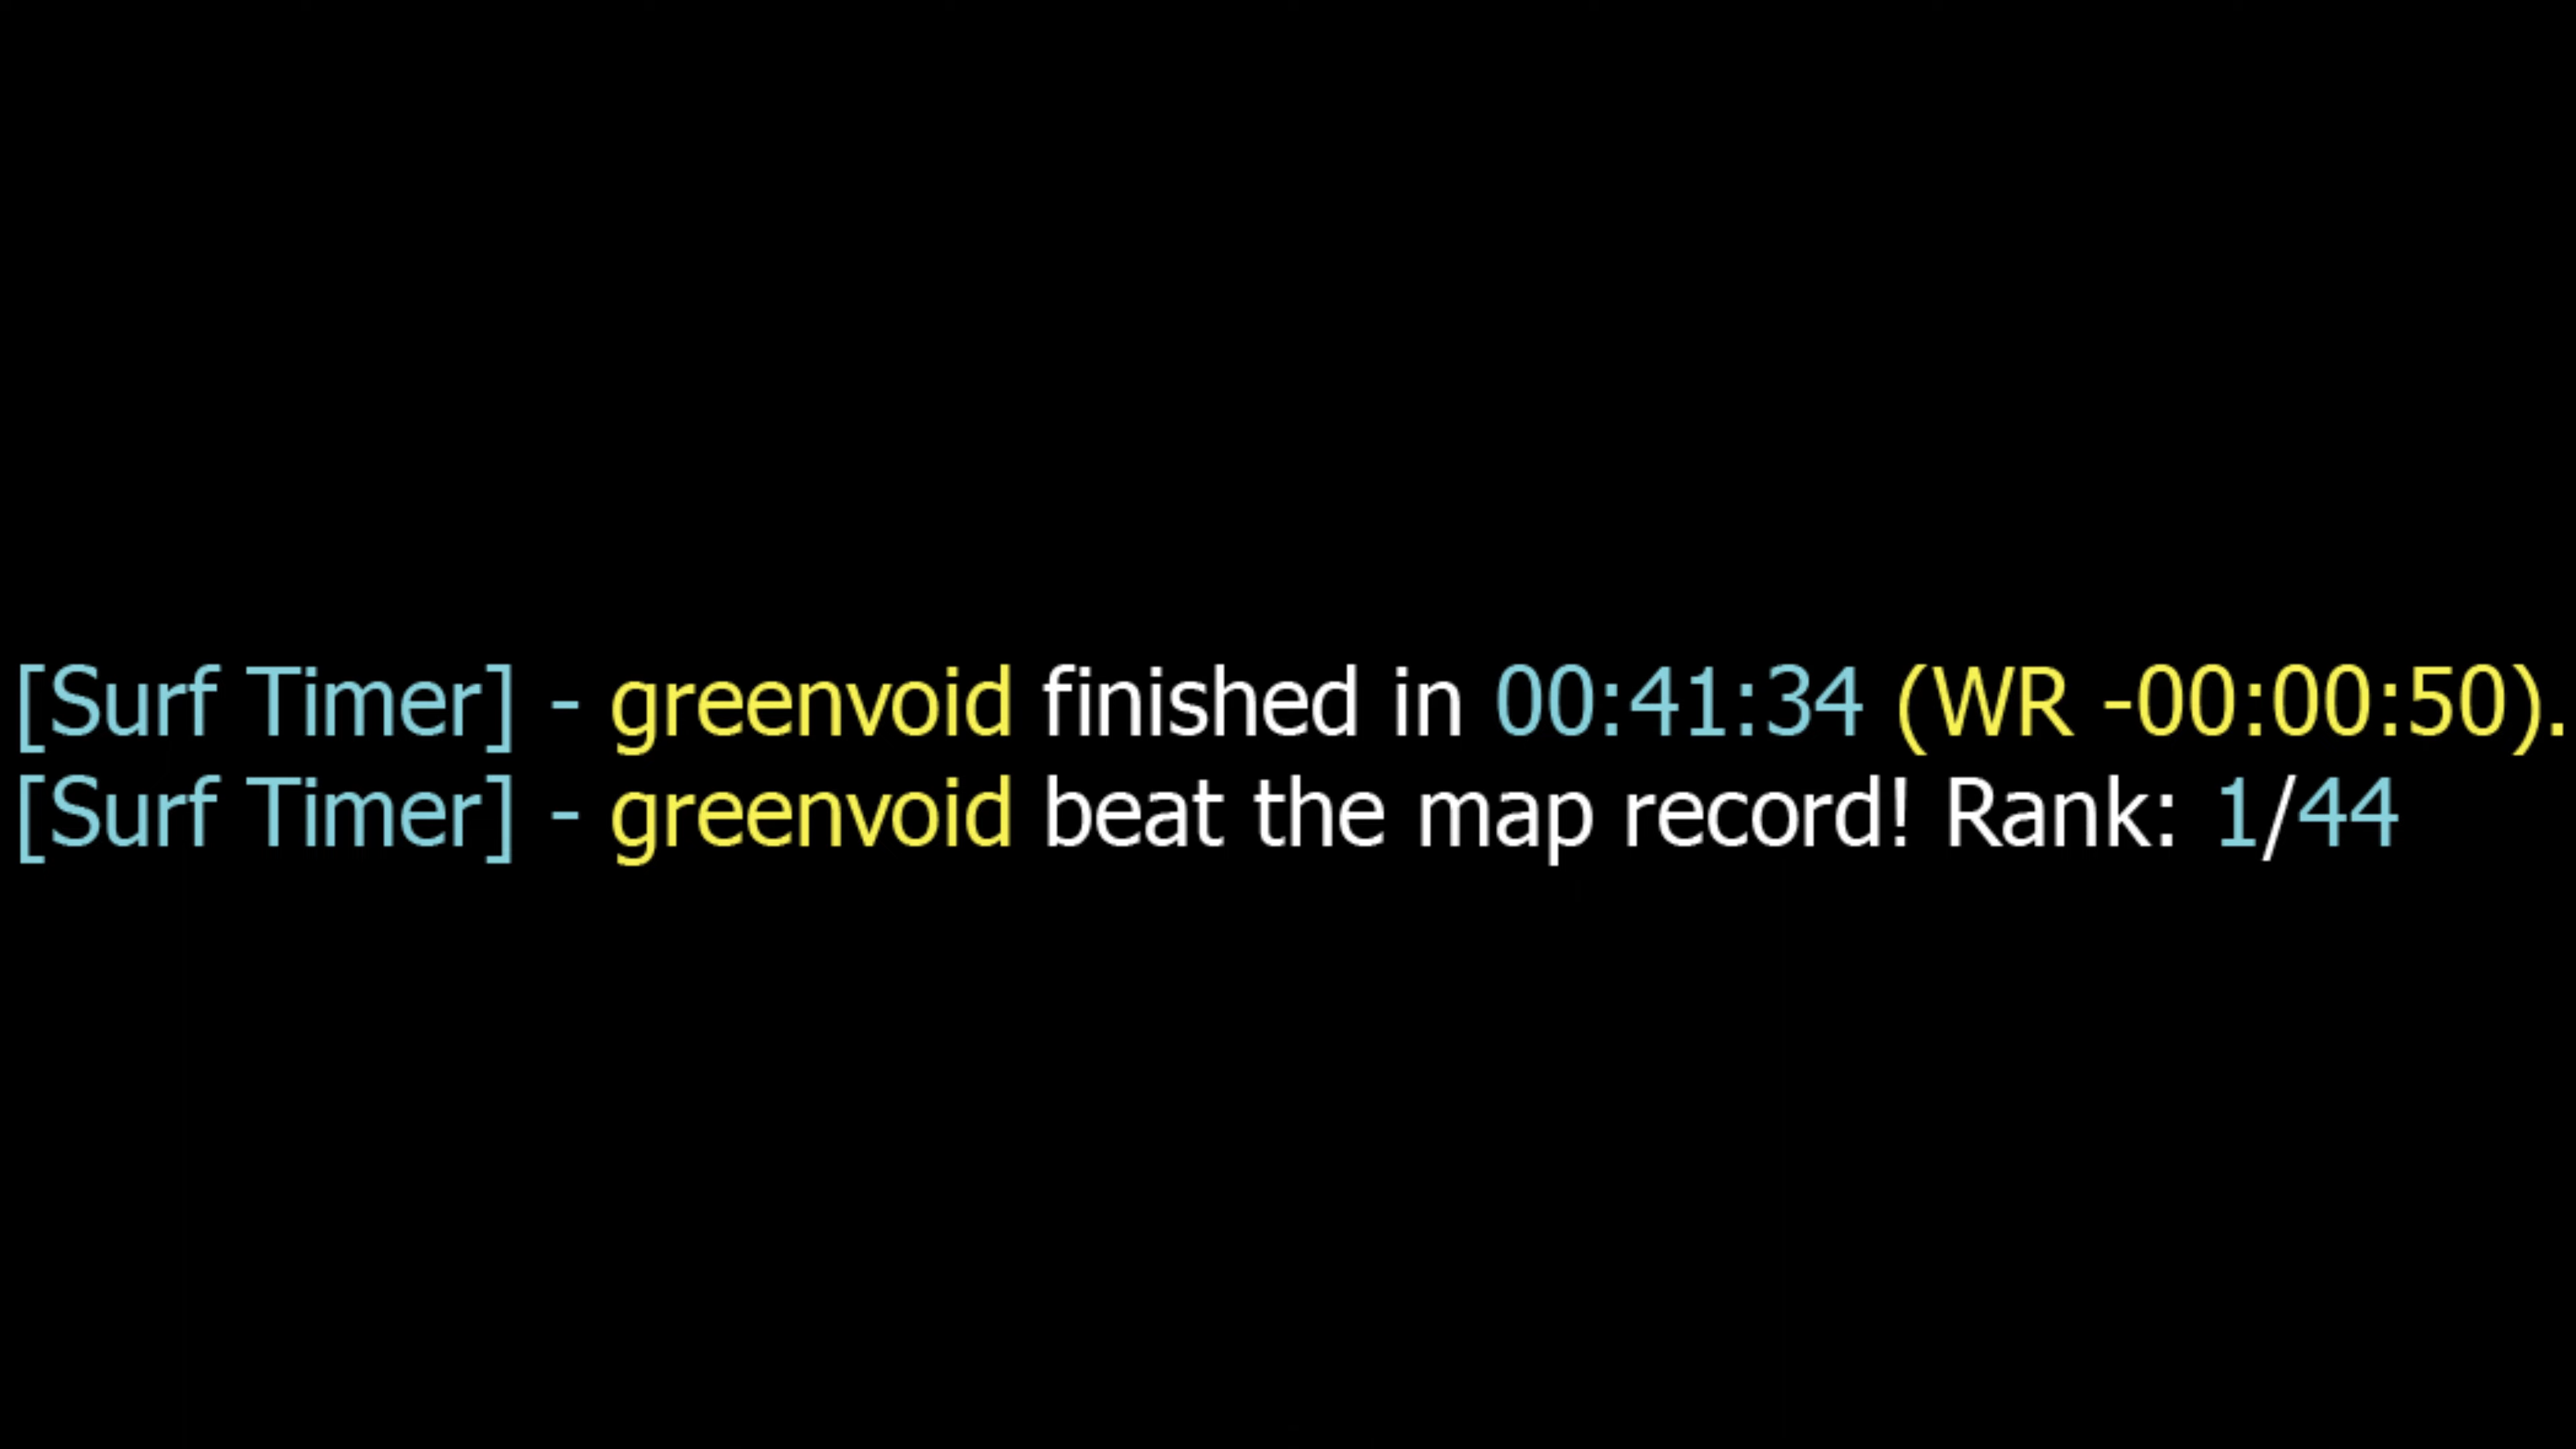 [Surf Timer] - greenvoid finished in 00:41:34 (WR -00:00:50).
[Surf Timer] - greenvoid beat the map record! Rank: 1/44